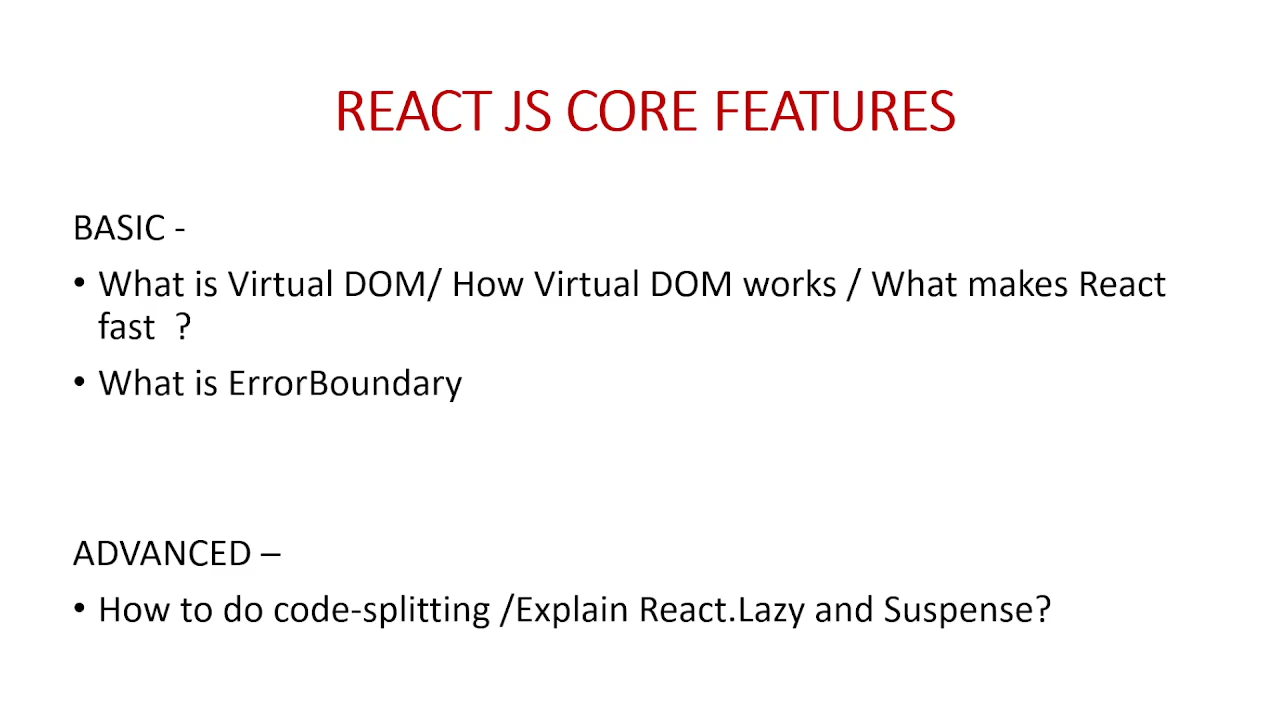 REACT JS CORE FEATURES
BASIC -
• What is Virtual DOM/ How Virtual DOM works / What makes React
fast  ?
• What is ErrorBoundary
ADVANCED –
• How to do code-splitting /Explain React.Lazy and Suspense?